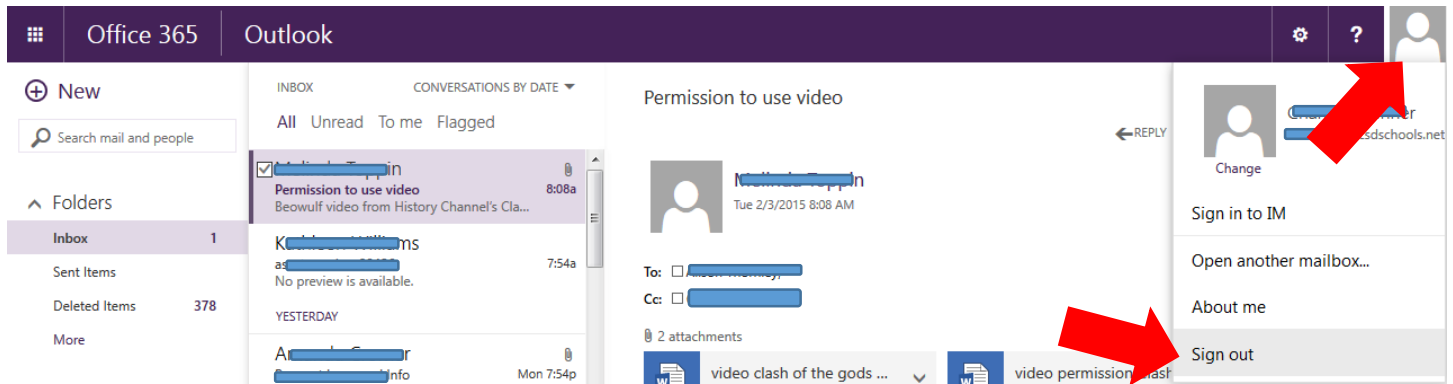 Office 365 Outlook ?
New
Search mail and people
Folders
Inbox 1
Sent Items
Deleted Items 378
More
INBOX CONVERSATIONS BY DATE
All Unread To me Flagged
Permission to use video 8:08a
Beowulf video from History Channel's Cla...
7:54a
No preview is available.
YESTERDAY
Info Mon 7:54p
Permission to use video
REPLY
Tue 2/3/2015 8:08 AM
To:
Cc:
2 attachments
video clash of the gods ...
video permission
Change
Sign in to IM
Open another mailbox...
About me
Sign out